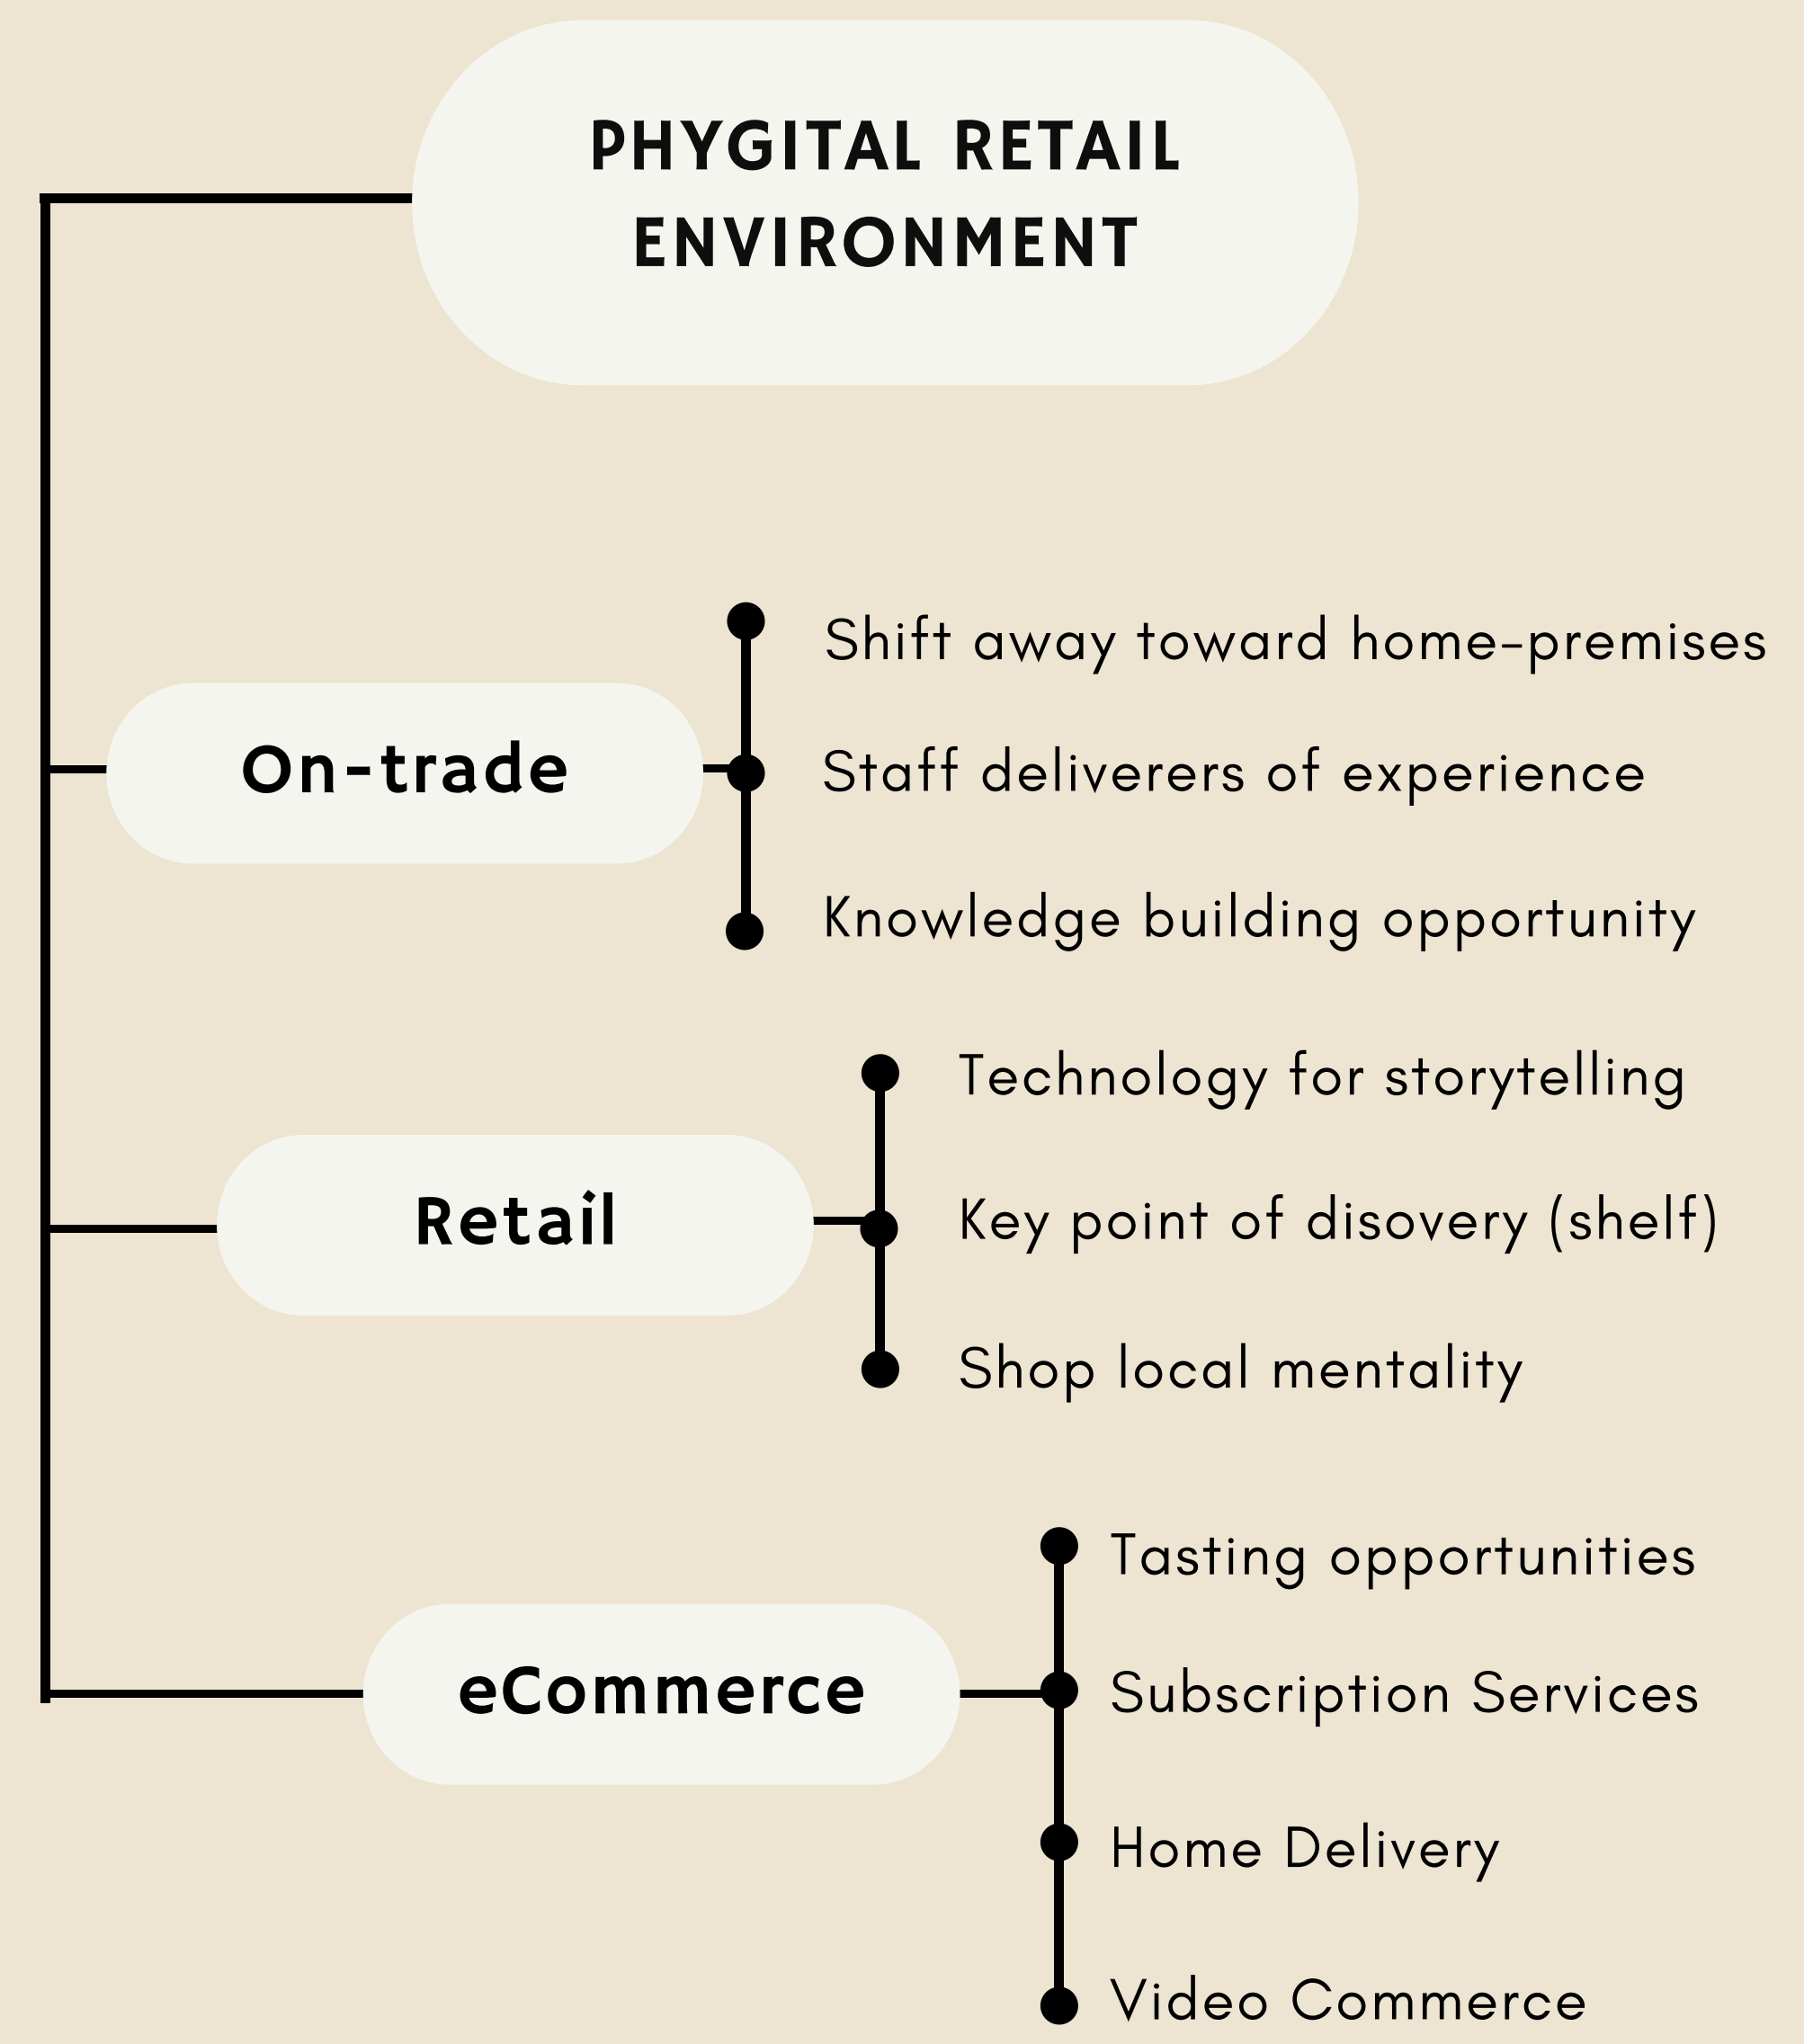 PHYGITAL RETAIL
ENVIRONMENT
On-trade
Shift away toward home-premises
Staff deliverers of experience
Knowledge building opportunity
Retail
Technology for storytelling
Key point of disovery (shelf)
Shop local mentality
eCommerce
Tasting opportunities
Subscription Services
Home Delivery
Video Commerce